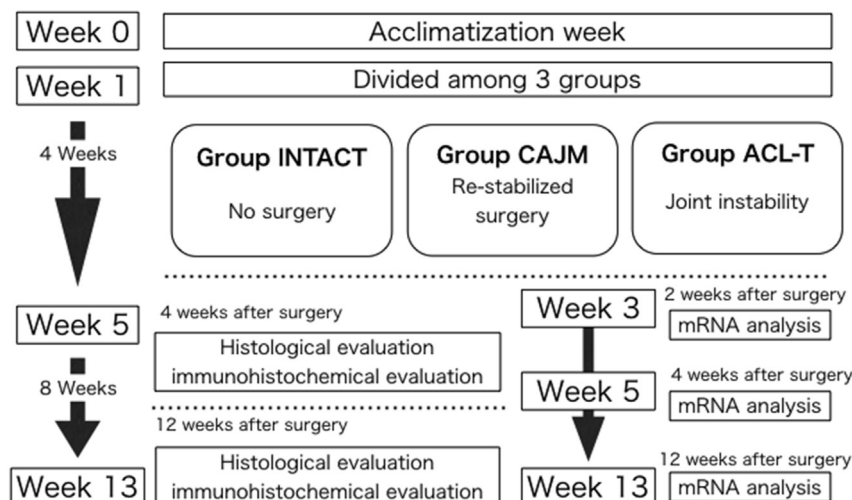 Week 0
Acclimatization week
Week 1
Divided among 3 groups
4 Weeks
Group INTACT
No surgery
Group CAJM
Re-stabilized
surgery
Group ACL-T
Joint instability
Week 5
4 weeks after surgery
Histological evaluation
immunohistochemical evaluation
8 Weeks
12 weeks after surgery
Week 13
Histological evaluation
immunohistochemical evaluation
Week 3
2 weeks after surgery
mRNA analysis
Week 5
4 weeks after surgery
mRNA analysis
Week 13
12 weeks after surgery
mRNA analysis